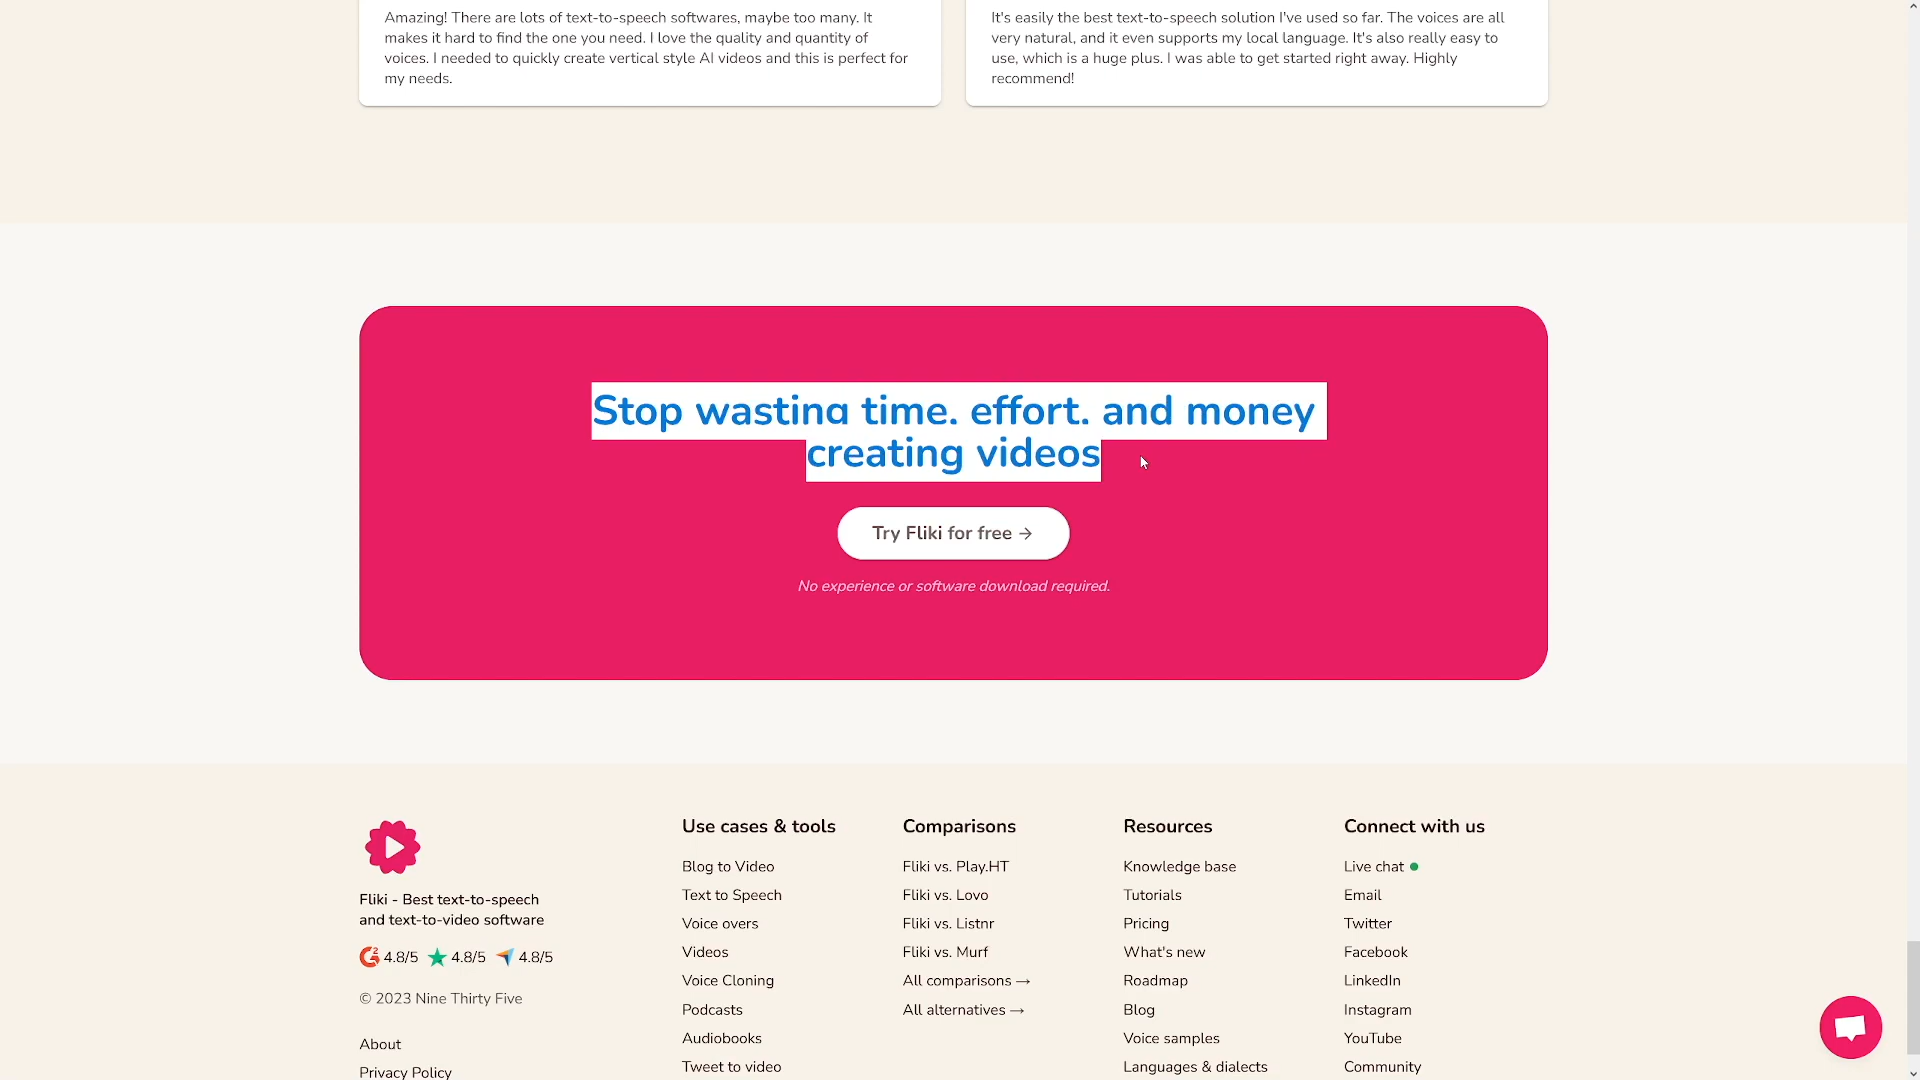 Amazing! There are lots of text-to-speech softwares, maybe too many. It
makes it hard to find the one you need. I love the quality and quantity of
voices. I needed to quickly create vertical style AI videos and this is perfect for
my needs.
It's easily the best text-to-speech solution I've used so far. The voices are all
very natural, and it even supports my local language. It's also really easy to
use, which is a huge plus. I was able to get started right away. Highly
recommend!
Stop wasting time, effort, and money
creating videos
Try Fliki for free →
No experience or software download required.
Fliki - Best text-to-speech
and text-to-video software
4.8/5 4.8/5 4.8/5
© 2023 Nine Thirty Five
About
Privacy Policy
Use cases & tools
Blog to Video
Text to Speech
Voice overs
Videos
Voice Cloning
Podcasts
Audiobooks
Tweet to video
Comparisons
Fliki vs. Play.HT
Fliki vs. Lovo
Fliki vs. Listnr
Fliki vs. Murf
All comparisons →
All alternatives →
Resources
Knowledge base
Tutorials
Pricing
What's new
Roadmap
Blog
Voice samples
Languages & dialects
Connect with us
Live chat
Email
Twitter
Facebook
LinkedIn
Instagram
YouTube
Community